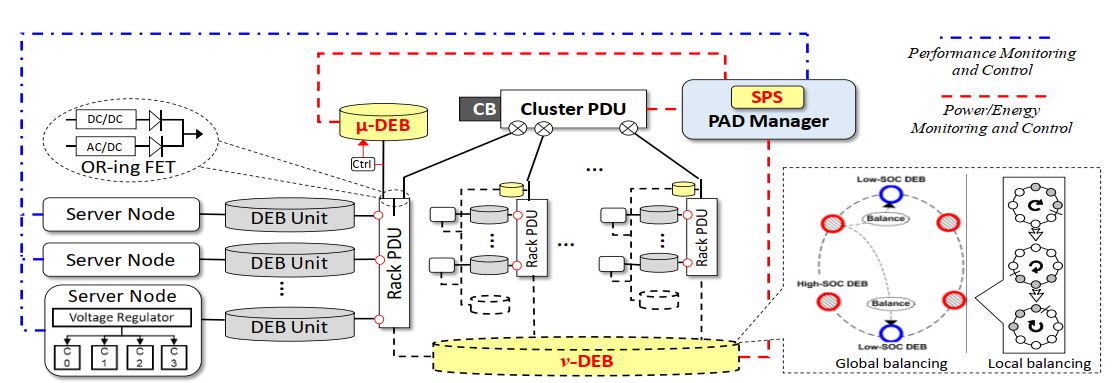 Performance Monitoring
and Control
Power/Energy
Monitoring and Control
SPS
PAD Manager
CB
Cluster PDU
μ-DEB
Ctrl
DC/DC
AC/DC
OR-ing FET
Server Node
DEB Unit
Server Node
DEB Unit
...
Server Node
Voltage Regulator
C
0
C
1
C
2
C
3
DEB Unit
Rack PDU
...
Rack PDU
...
...
...
Rack PDU
ν-DEB
Low-SOC DEB
Balance
High-SOC DEB
Balance
Low-SOC DEB
Global balancing
Local balancing